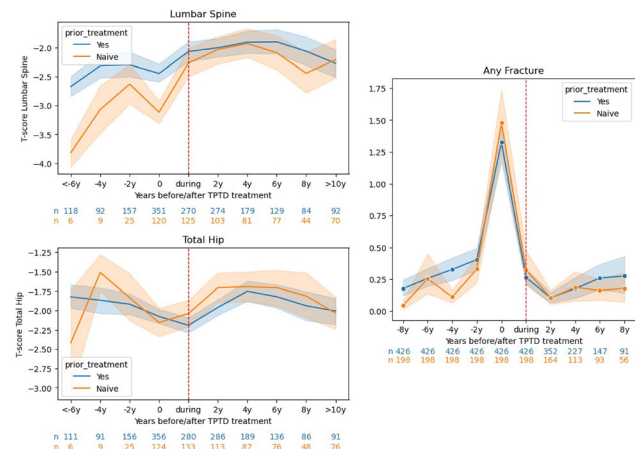 Lumbar Spine
prior_treatment
Yes
Naive
T-score Lumbar Spine
−2.0
−2.5
−3.0
−3.5
−4.0
<-6y -4y -2y 0 during 2y 4y 6y 8y >10y
Years before/after TPTD treatment
n 118 92 157 351 270 274 179 129 84 92
n 6 9 25 120 125 103 81 77 44 70
Total Hip
T-score Total Hip
−1.25
−1.50
−1.75
−2.00
−2.25
−2.50
−2.75
−3.00
prior_treatment
Yes
Naive
<-6y -4y -2y 0 during 2y 4y 6y 8y >10y
Years before/after TPTD treatment
n 111 91 156 356 280 286 189 136 86 91
n 6 9 25 124 133 113 87 76 48 76
Any Fracture
prior_treatment
Yes
Naive
1.75
1.50
1.25
1.00
0.75
0.50
0.25
0.00
-8y -6y -4y -2y 0 during 2y 4y 6y 8y
Years before/after TPTD treatment
n 426 426 426 426 426 426 352 227 147 91
n 198 198 198 198 198 198 164 113 93 56